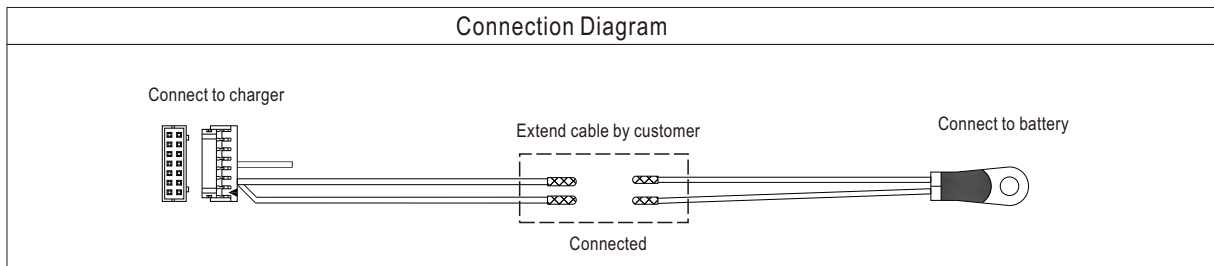 Connection Diagram
Connect to charger
Extend cable by customer
Connect to battery
Connected